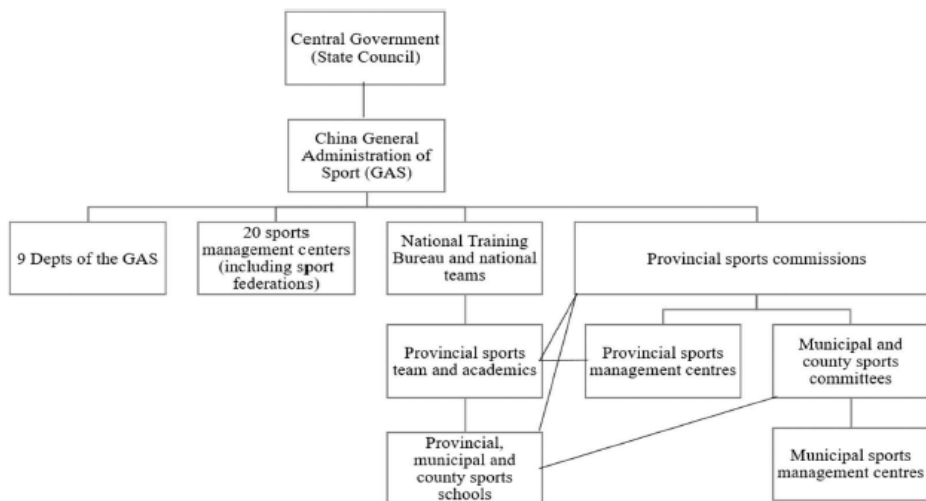 Central Government
(State Council)
China General
Administration of
Sport (GAS)
9 Depts of the GAS
20 sports
management centers
(including sport
federations)
National Training
Bureau and national
teams
Provincial sports commissions
Provincial sports
team and academics
Provincial sports
management centres
Municipal and
county sports
committees
Provincial,
municipal and
county sports
schools
Municipal sports
management centres